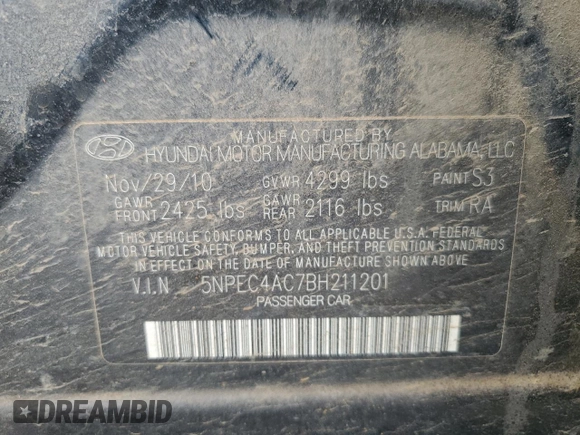 MANUFACTURED BY
HYUNDAI MOTOR MANUFACTURING ALABAMA, LLC
Nov/29/10 GVWR 4299 lbs PAINT S3
GAWR FRONT 2425 lbs GAWR REAR 2116 lbs TRIM RA
THIS VEHICLE CONFORMS TO ALL APPLICABLE U.S.A. FEDERAL
MOTOR VEHICLE SAFETY, BUMPER, AND THEFT PREVENTION
STANDARDS IN EFFECT ON THE DATE OF MANUFACTURE SHOWN ABOVE.
V.I.N 5NPEC4AC7BH211201
PASSENGER CAR
DREAMBID